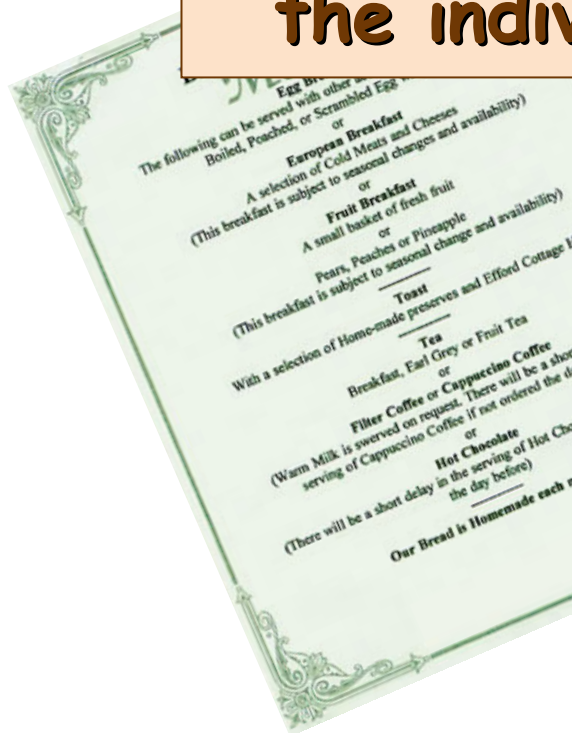 the indiv
Egg Bre
The following can be served with other
Boiled, Poached, or Scrambled Egg
or
European Breakfast
A selection of Cold Meats and Cheeses
(This breakfast is subject to seasonal changes and availability)
or
Fruit Breakfast
A small basket of fresh fruit
or
Pears, Peaches or Pineapple
(This breakfast is subject to seasonal change and availability)
Toast
With a selection of Home-made preserves and Efford Cottage
Tea
Breakfast, Earl Grey or Fruit Tea
or
Filter Coffee or Cappuccino Coffee
(Warm Milk is swerved on request. There will be a shor
serving of Cappuccino Coffee if not ordered the d
or
Hot Chocolate
(There will be a short delay in the serving of Hot Cho
the day before)
Our Bread is Homemade each